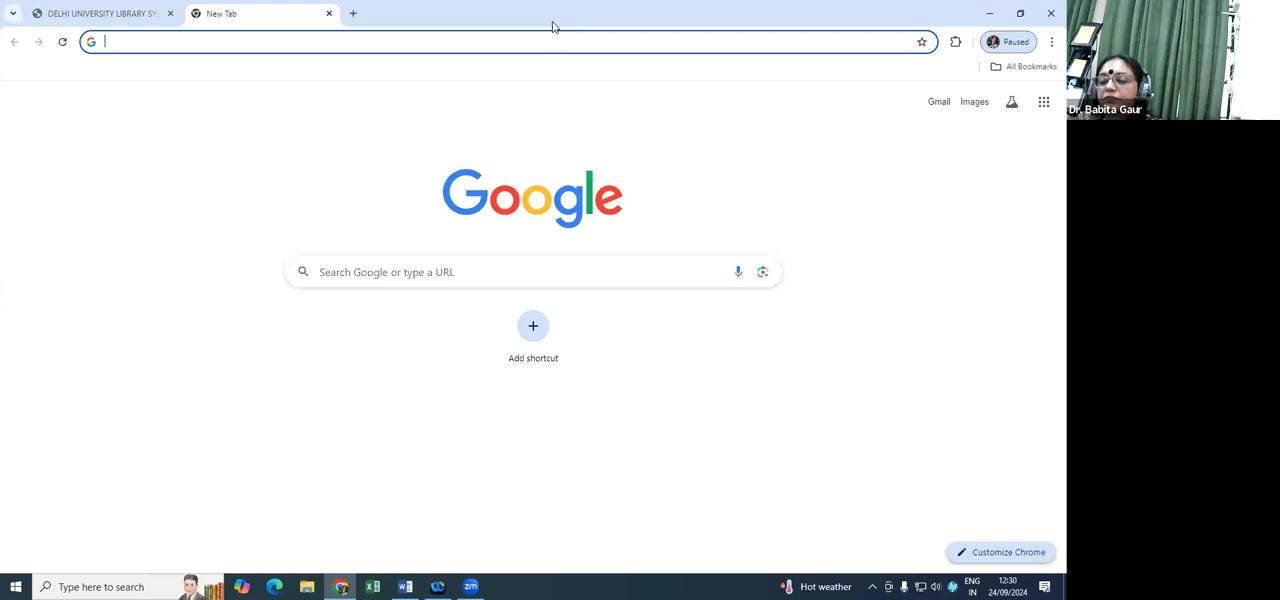 DELHI UNIVERSITY LIBRARY SY
New Tab
Paused
All Bookmarks
Gmail
Images
Dr. Babita Gaur
Google
Search Google or type a URL
Add shortcut
Customize Chrome
Type here to search
zm
Hot weather
ENG
IN
12:30
24/09/2024